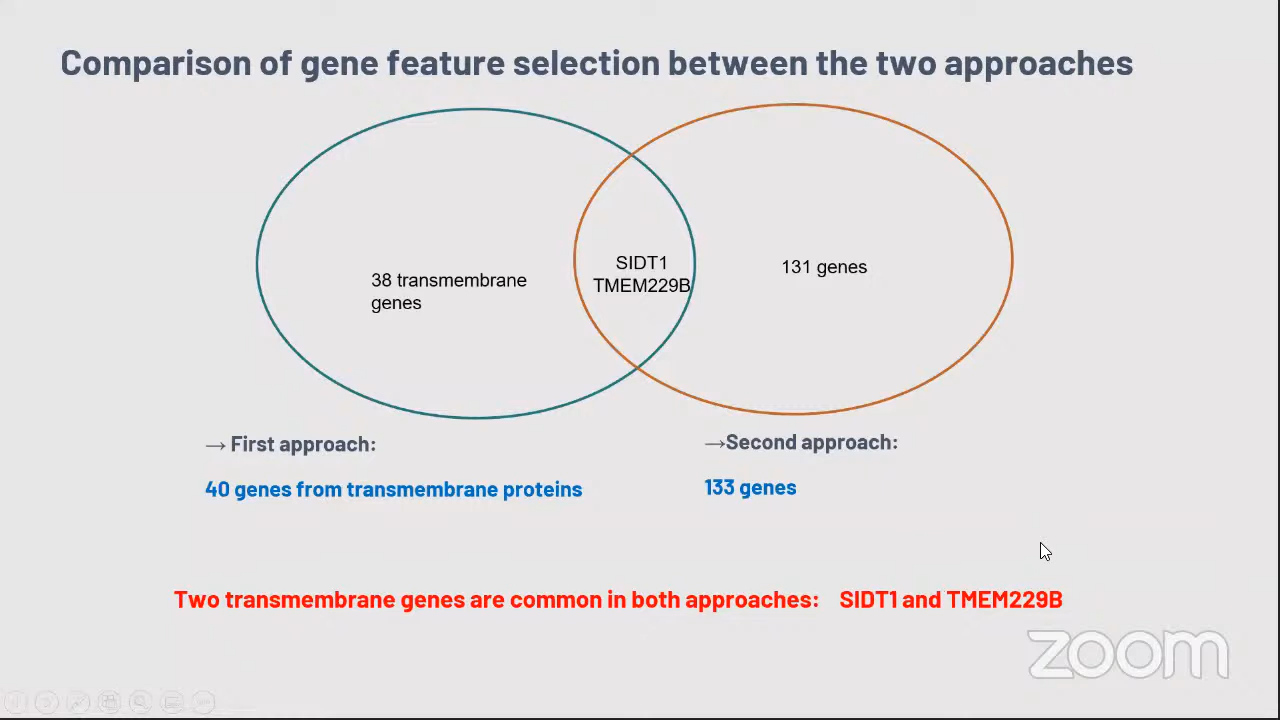 Comparison of gene feature selection between the two approaches
38 transmembrane
genes
SIDT1
TMEM229B
131 genes
→ First approach:
40 genes from transmembrane proteins
→Second approach:
133 genes
Two transmembrane genes are common in both approaches: SIDT1 and TMEM229B
zoom